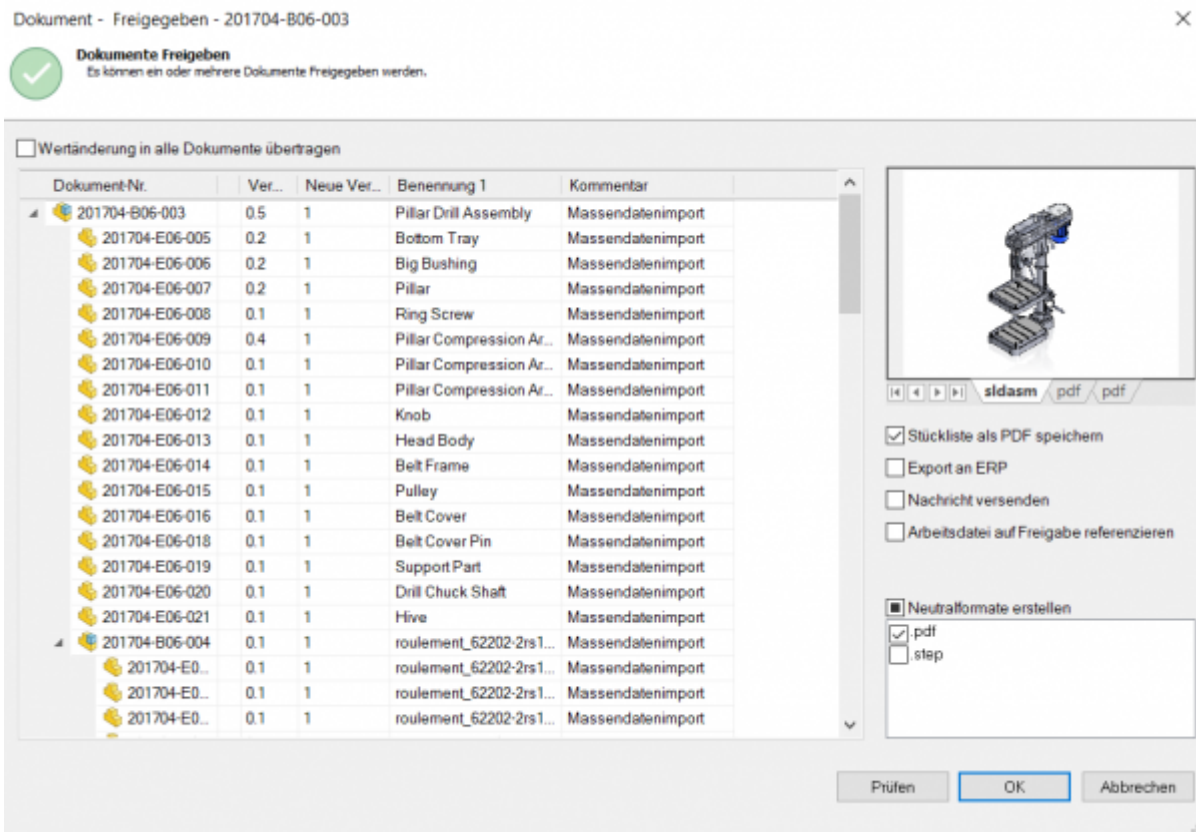 Dokument - Freigegeben - 201704-B06-003
Dokumente Freigeben
Es können ein oder mehrere Dokumente Freigegeben werden.
Wertänderung in alle Dokumente übertragen
Dokument-Nr. Ver... Neue Ver... Benennung 1 Kommentar
201704-B06-003 0.5 1 Pillar Drill Assembly Massendatenimport
201704-E06-005 0.2 1 Bottom Tray Massendatenimport
201704-E06-006 0.2 1 Big Bushing Massendatenimport
201704-E06-007 0.2 1 Pillar Massendatenimport
201704-E06-008 0.1 1 Ring Screw Massendatenimport
201704-E06-009 0.4 1 Pillar Compression Ar... Massendatenimport
201704-E06-010 0.1 1 Pillar Compression Ar... Massendatenimport
201704-E06-011 0.1 1 Pillar Compression Ar... Massendatenimport
201704-E06-012 0.1 1 Knob Massendatenimport
201704-E06-013 0.1 1 Head Body Massendatenimport
201704-E06-014 0.1 1 Belt Frame Massendatenimport
201704-E06-015 0.1 1 Pulley Massendatenimport
201704-E06-016 0.1 1 Belt Cover Massendatenimport
201704-E06-018 0.1 1 Belt Cover Pin Massendatenimport
201704-E06-019 0.1 1 Support Part Massendatenimport
201704-E06-020 0.1 1 Drill Chuck Shaft Massendatenimport
201704-E06-021 0.1 1 Hive Massendatenimport
201704-B06-004 0.1 1 roulement_62202-2rs1... Massendatenimport
201704-E0... 0.1 1 roulement_62202-2rs1... Massendatenimport
201704-E0... 0.1 1 roulement_62202-2rs1... Massendatenimport
201704-E0... 0.1 1 roulement_62202-2rs1... Massendatenimport
sldasm pdf pdf
Stückliste als PDF speichern
Export an ERP
Nachricht versenden
Arbeitsdatei auf Freigabe referenzieren
Neutralformate erstellen
.pdf
.step
Prüfen OK Abbrechen